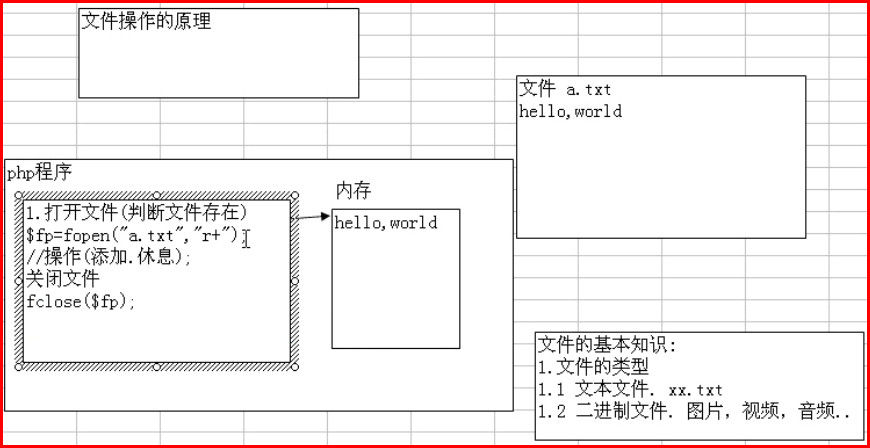 文件操作的原理
文件 a.txt
hello,world
php程序
1.打开文件(判断文件存在)
$fp=fopen("a.txt","r+");
//操作(添加.休息);
关闭文件
fclose($fp);
内存
hello,world
文件的基本知识:
1.文件的类型
1.1 文本文件. xx.txt
1.2 二进制文件. 图片, 视频, 音频..